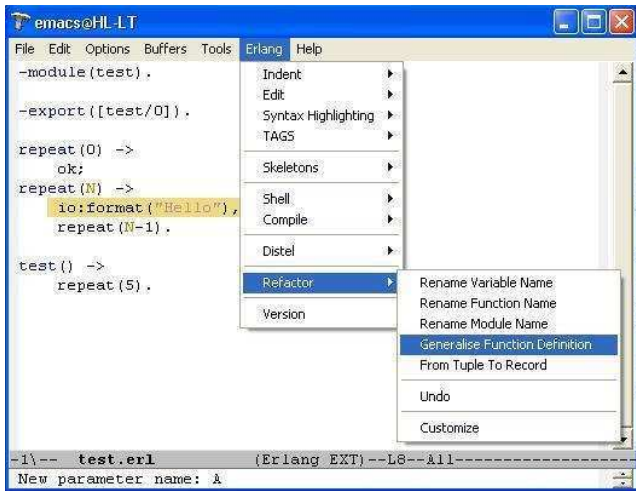 emacs@HL-LT
File Edit Options Buffers Tools Erlang Help
-module(test).
-export([test/0]).
repeat(0) ->
ok;
repeat(N) ->
io:format("Hello"),
repeat(N-1).
test() ->
repeat(5).
Indent
Edit
Syntax Highlighting
TAGS
Skeletons
Shell
Compile
Distel
Refactor
Version
Rename Variable Name
Rename Function Name
Rename Module Name
Generalise Function Definition
From Tuple To Record
Undo
Customize
-1\-- test.erl (Erlang EXT)--L8--All--------------------
New parameter name: A